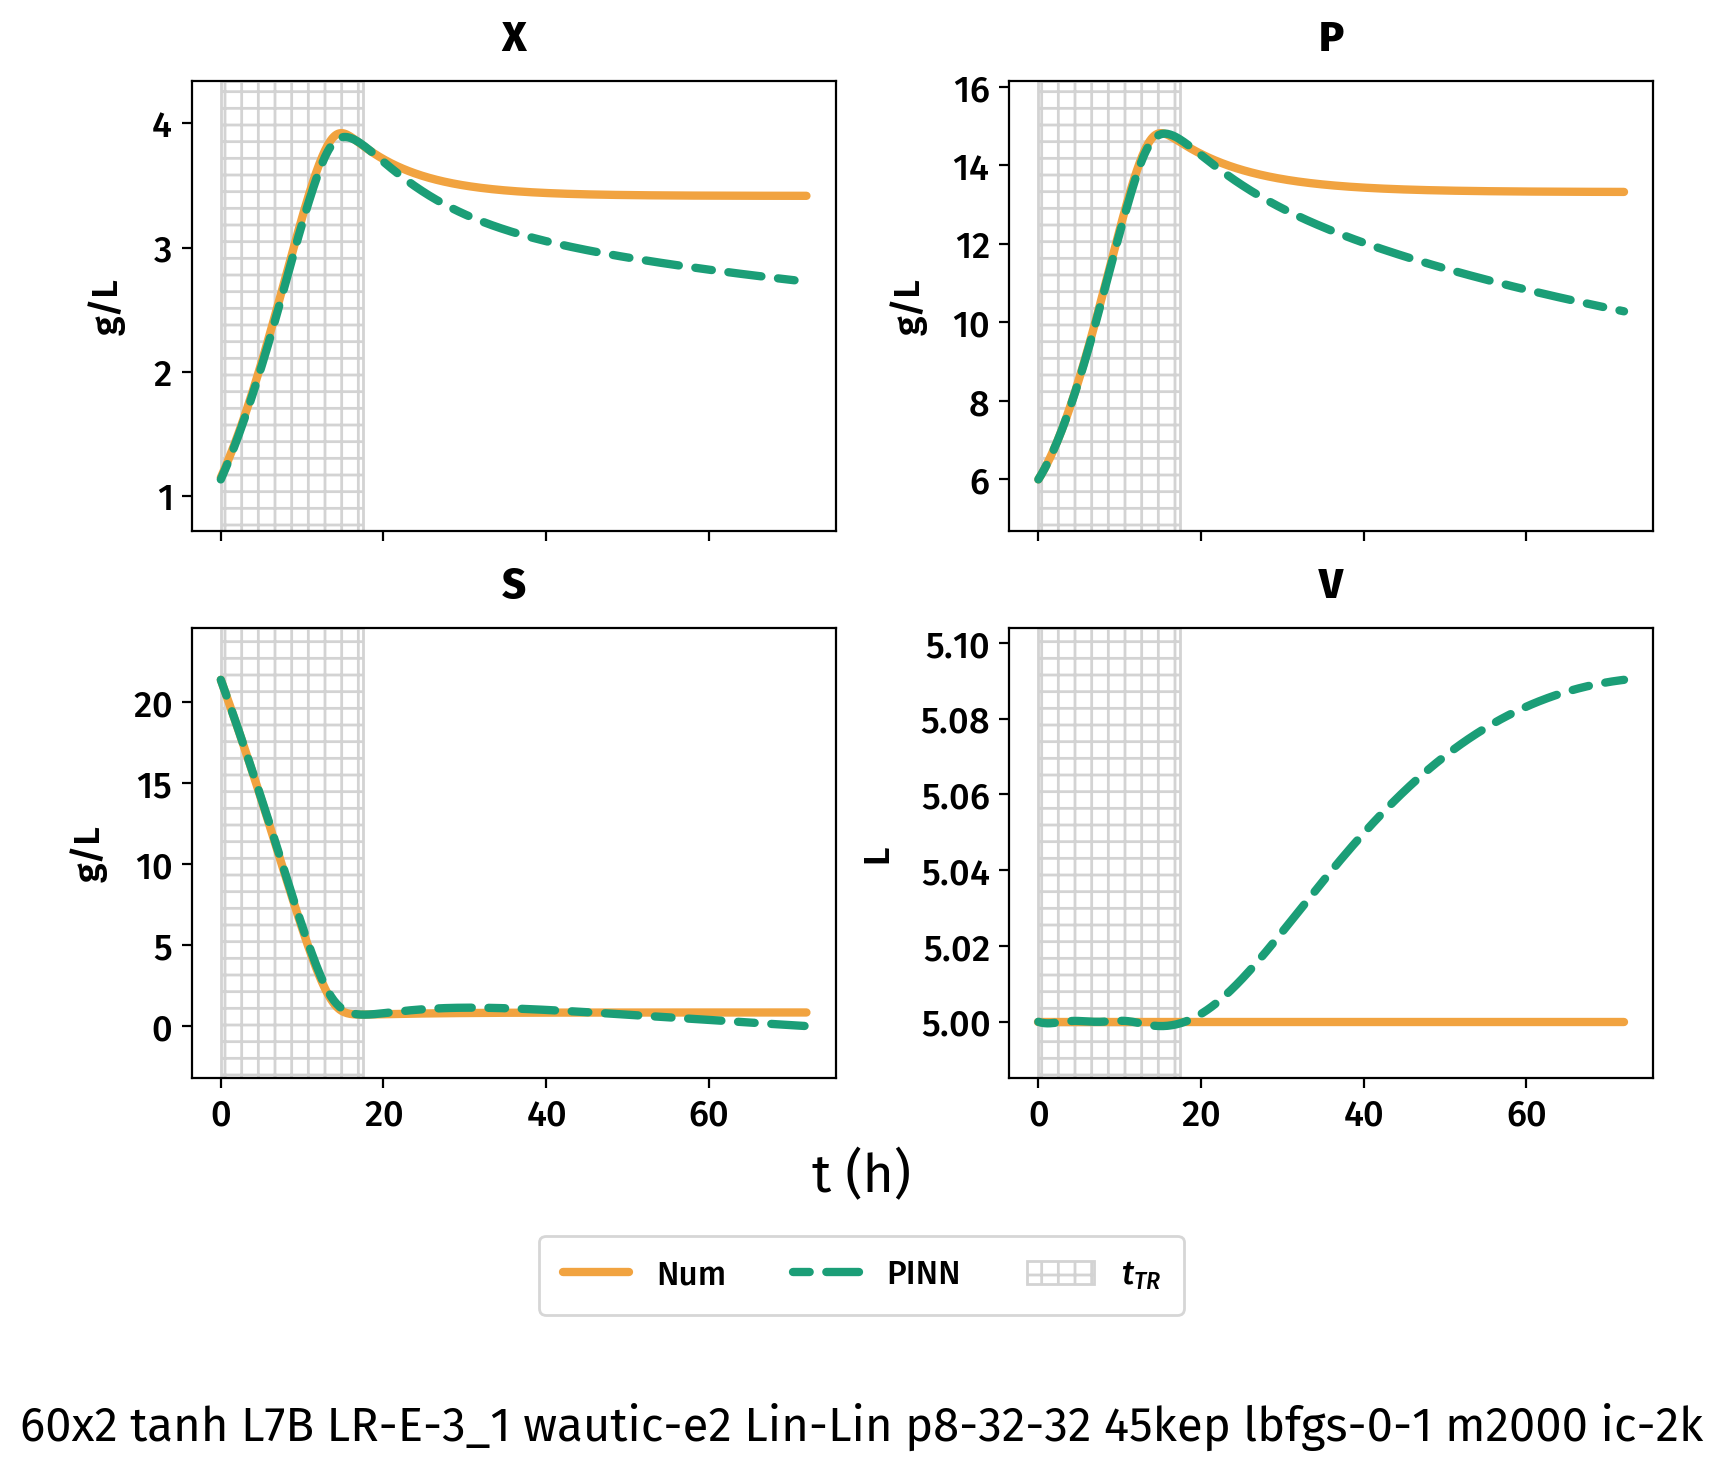 X
4
3
2
1
g/L
P
16
14
12
10
8
6
g/L
S
20
15
10
5
0
g/L
0 20 40 60
V
5.10
5.08
5.06
5.04
5.02
5.00
L
0 20 40 60
t (h)
Num PINN t_TR
60x2 tanh L7B LR-E-3_1 wautic-e2 Lin-Lin p8-32-32 45kep lbfgs-0-1 m2000 ic-2k